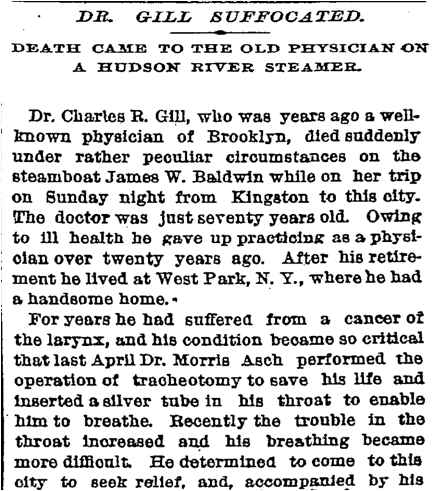 DR. GILL SUFFOCATED.
DEATH CAME TO THE OLD PHYSICIAN ON
A HUDSON RIVER STEAMER.
Dr. Charles R. Gill, who was years ago a well-
known physician of Brooklyn, died suddenly
under rather peculiar circumstances on the
steamboat James W. Baldwin while on her trip
on Sunday night from Kingston to this city.
The doctor was just seventy years old. Owing
to ill health he gave up practicing as a physi-
cian over twenty years ago. After his retire-
ment he lived at West Park, N. Y., where he had
a handsome home.
For years he had suffered from a cancer of
the larynx, and his condition became so critical
that last April Dr. Morris Asch performed the
operation of tracheotomy to save his life and
inserted a silver tube in his throat to enable
him to breathe. Recently the trouble in the
throat increased and his breathing became
more difficult. He determined to come to this
city to seek relief, and, accompanied by his